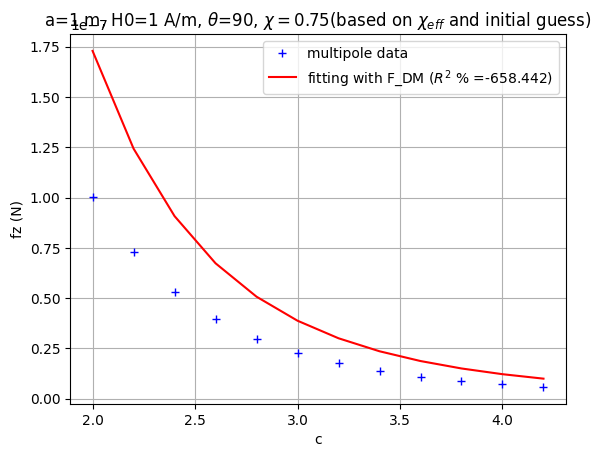 a=1 m, H0=1 A/m, θ=90, χ = 0.75(based on χ_eff and initial guess)
1e−7
multipole data
fitting with F_DM (R² % =-658.442)
1.75
1.50
1.25
1.00
0.75
0.50
0.25
0.00
fz (N)
2.0 2.5 3.0 3.5 4.0
c